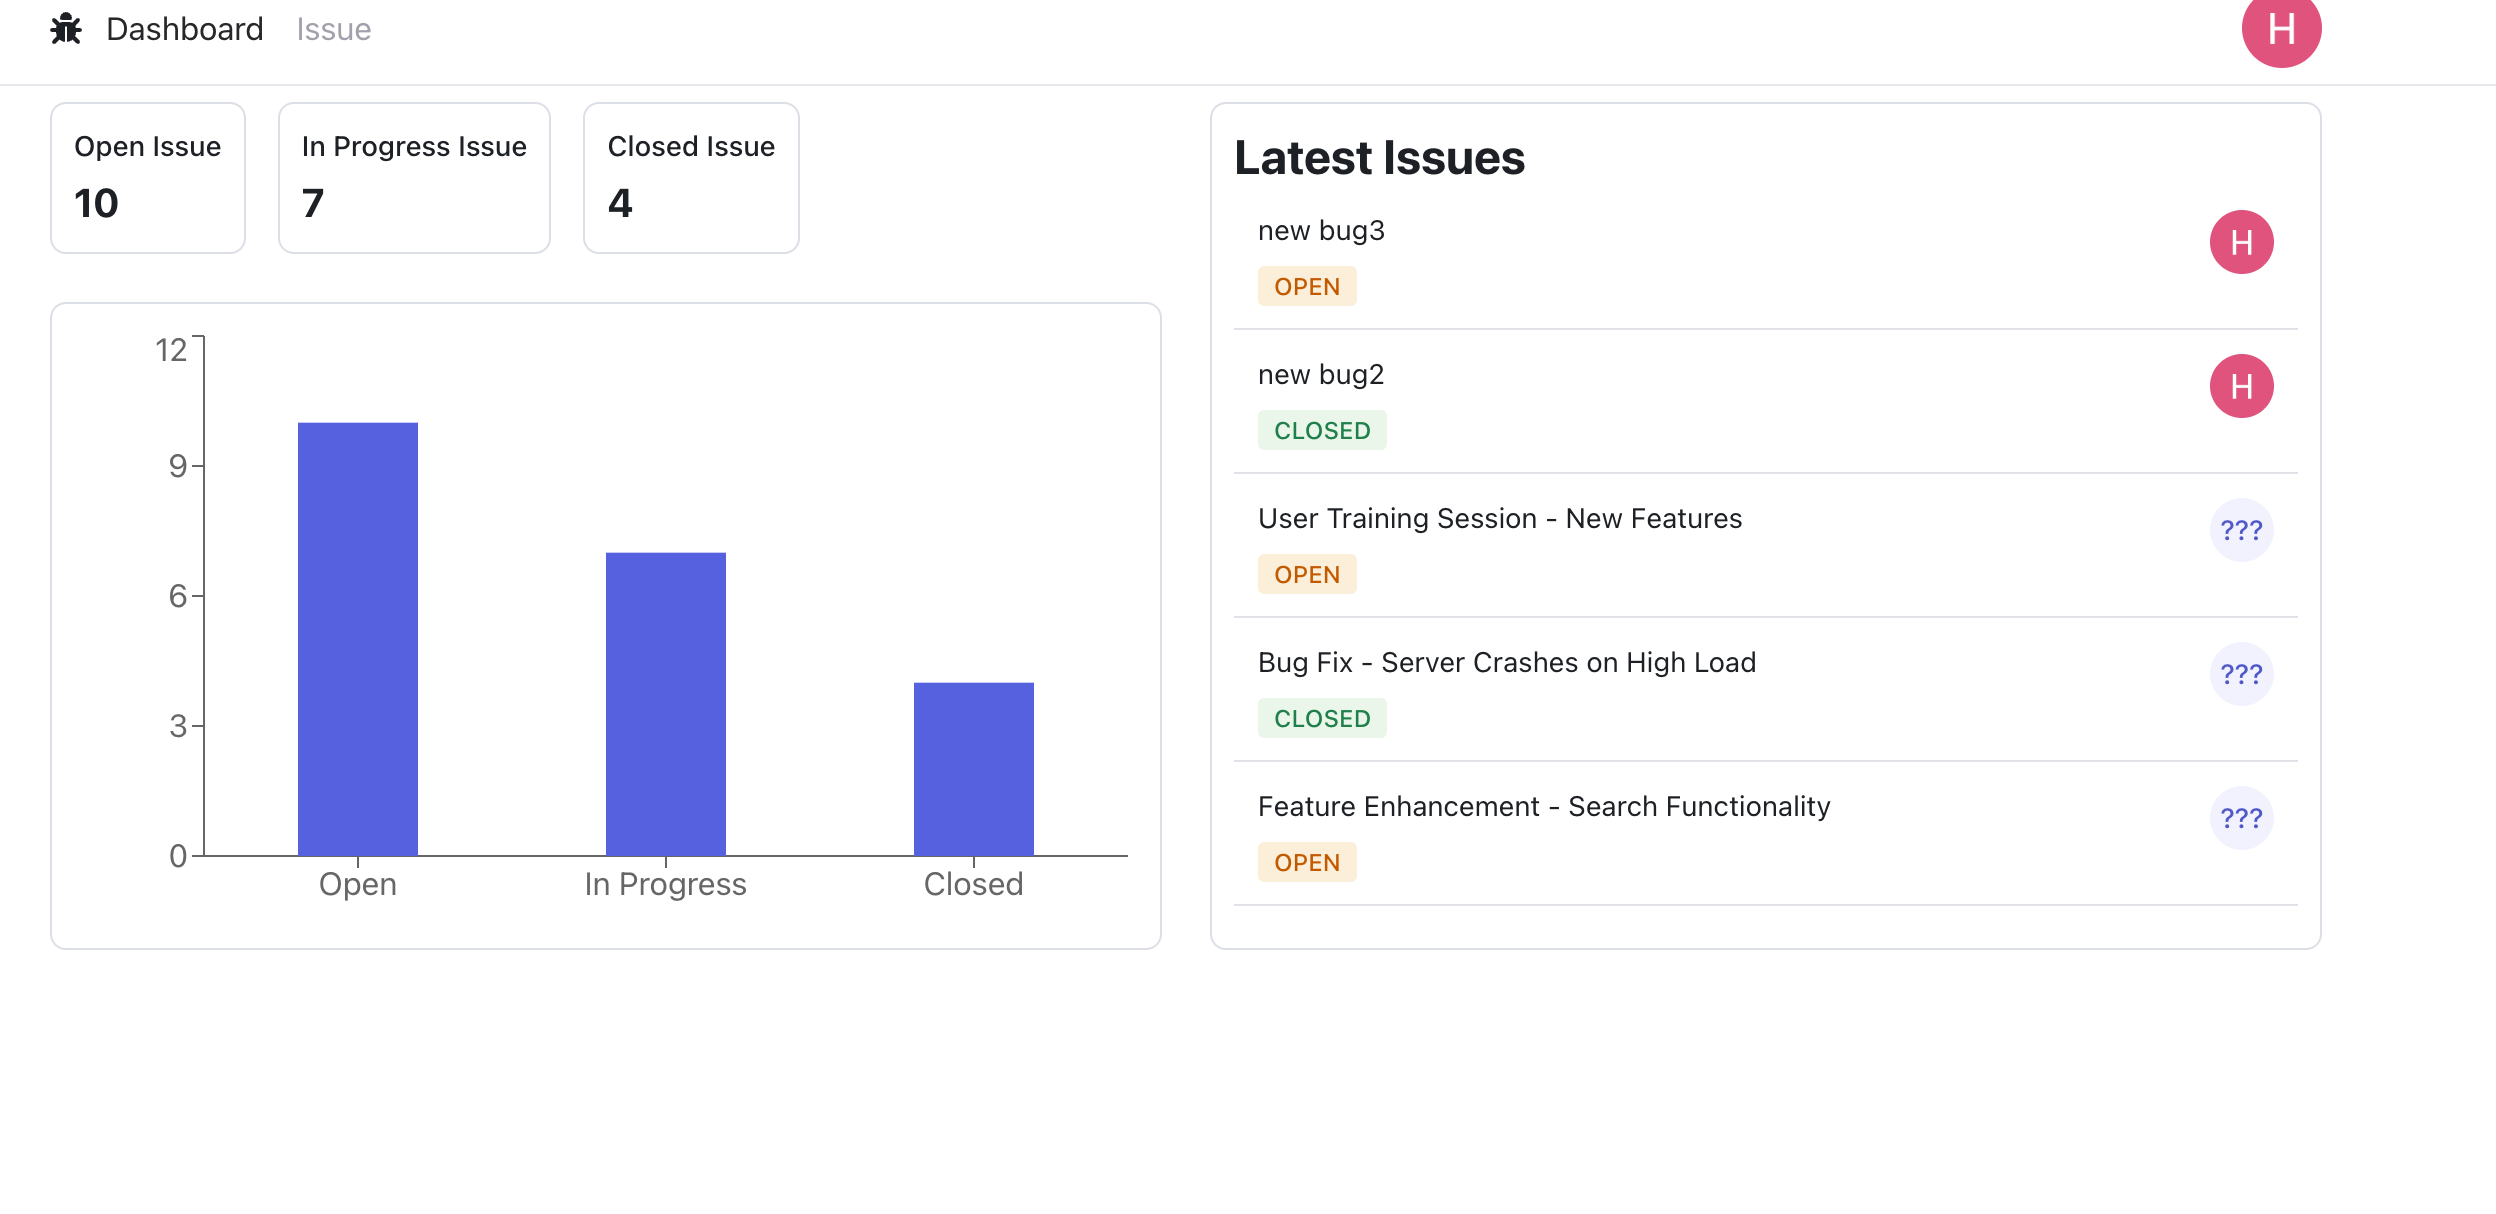 Dashboard Issue H
Open Issue
10
In Progress Issue
7
Closed Issue
4
12
9
6
3
0
Open In Progress Closed
Latest Issues
new bug3
OPEN
H
new bug2
CLOSED
H
User Training Session - New Features
OPEN
???
Bug Fix - Server Crashes on High Load
CLOSED
???
Feature Enhancement - Search Functionality
OPEN
???